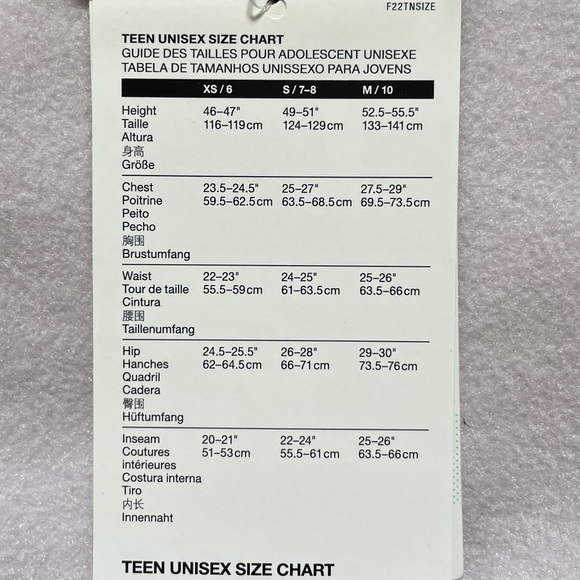 F22TNSIZE
TEEN UNISEX SIZE CHART
GUIDE DES TAILLES POUR ADOLESCENT UNISEXE
TABELA DE TAMANHOS UNISSEXO PARA JOVENS
XS / 6 S / 7–8 M / 10
Height 46–47" 49–51" 52.5–55.5"
Taille 116–119 cm 124–129 cm 133–141 cm
Altura
身高
Größe
Chest 23.5–24.5" 25–27" 27.5–29"
Poitrine 59.5–62.5 cm 63.5–68.5 cm 69.5–73.5 cm
Peito
Pecho
胸围
Brustumfang
Waist 22–23" 24–25" 25–26"
Tour de taille 55.5–59 cm 61–63.5 cm 63.5–66 cm
Cintura
腰围
Taillenumfang
Hip 24.5–25.5" 26–28" 29–30"
Hanches 62–64.5 cm 66–71 cm 73.5–76 cm
Quadril
Cadera
臀围
Hüftumfang
Inseam 20–21" 22–24" 25–26"
Coutures 51–53 cm 55.5–61 cm 63.5–66 cm
intérieures
Costura interna
Tiro
内长
Innennaht
TEEN UNISEX SIZE CHART